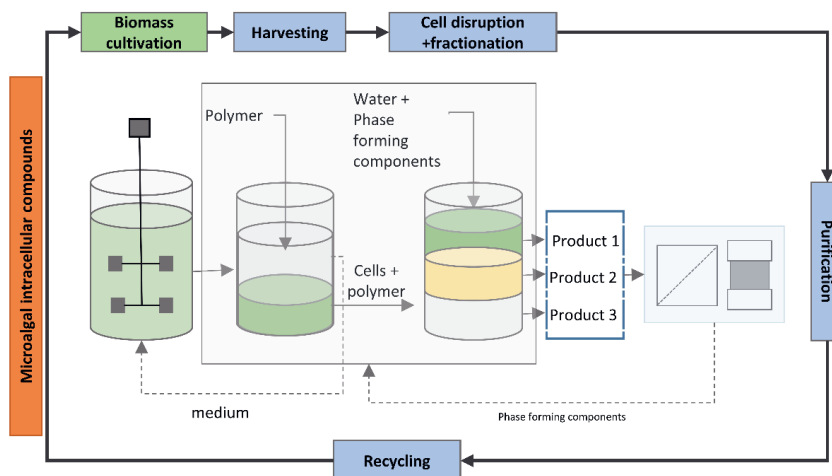 Biomass
cultivation
Harvesting
Cell disruption
+fractionation
Microalgal intracellular compounds
Polymer
Water +
Phase
forming
components
Cells +
polymer
Product 1
Product 2
Product 3
Purification
medium
Phase forming components
Recycling